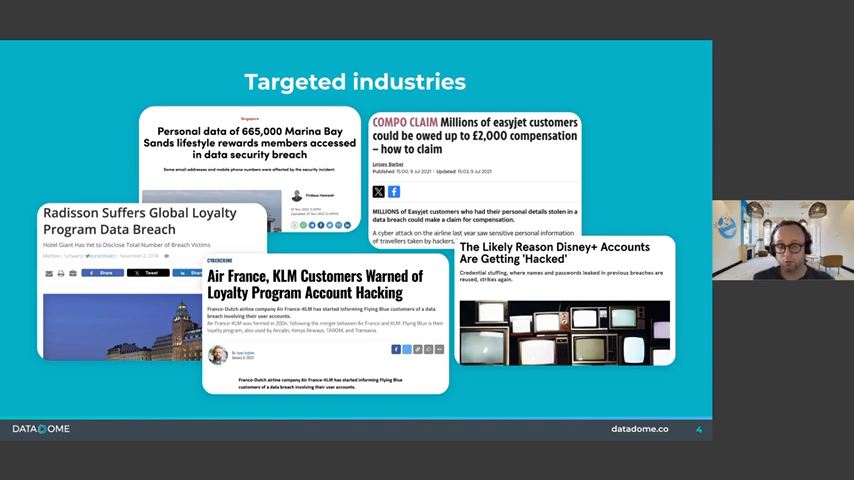 Targeted industries
Singapore
Personal data of 665,000 Marina Bay
Sands lifestyle rewards members accessed
in data security breach
Some email addresses and mobile phone numbers were affected by the security incident.
COMPO CLAIM Millions of easyjet customers
could be owed up to £2,000 compensation
– how to claim
Published: 15:00, 9 Jul 2021 | Updated: 15:03, 9 Jul 2021
MILLIONS of Easyjet customers who had their personal details stolen in a
data breach could make a claim for compensation.
A cyber attack on the airline last year saw sensitive personal information
of travellers taken by hackers,
Radisson Suffers Global Loyalty
Program Data Breach
Hotel Giant Has Yet to Disclose Total Number of Breach Victims
November 2, 2018
Share
Tweet
Share
CYBERCRIME
Air France, KLM Customers Warned of
Loyalty Program Account Hacking
Franco-Dutch airline company Air France-KLM has started informing Flying Blue customers of a
data breach involving their user accounts.
Air France-KLM was formed in 2004, following the merger between Air France and KLM. Flying Blue is their
loyalty program, also used by Aircalin, Kenya Airways, TAROM, and Transavia.
Franco-Dutch airline company Air France-KLM has started informing Flying Blue
customers of a data breach involving their user accounts.
The Likely Reason Disney+ Accounts
Are Getting 'Hacked'
Credential stuffing, where names and passwords leaked in previous breaches are
reused, strikes again.
DATADOME
datadome.co
4